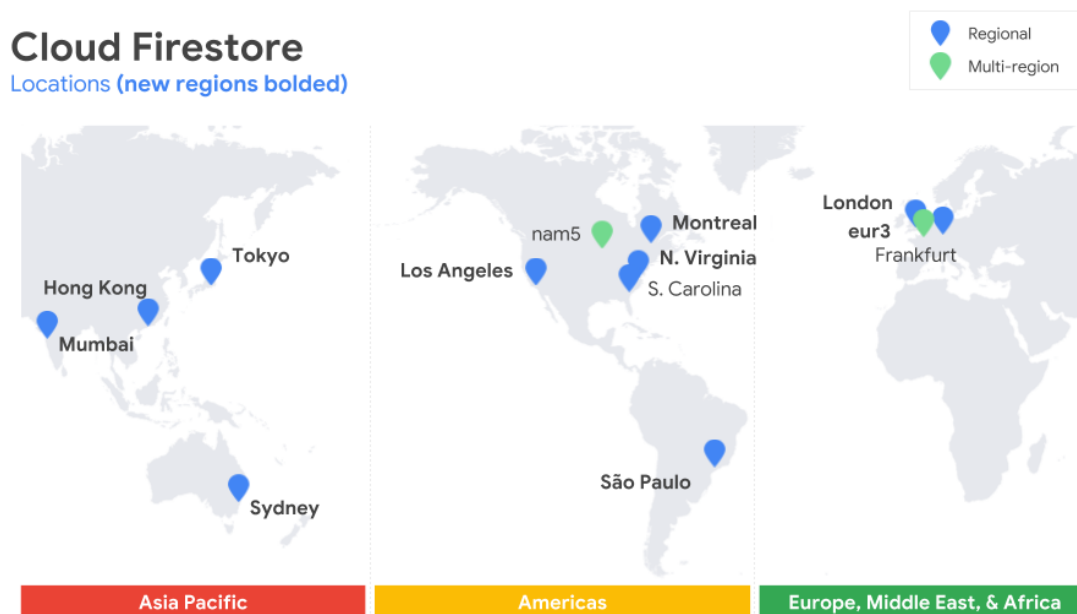 Cloud Firestore
Locations (new regions bolded)
Regional
Multi-region
Tokyo
Hong Kong
Mumbai
Sydney
nam5
Montreal
Los Angeles
N. Virginia
S. Carolina
São Paulo
London
eur3
Frankfurt
Asia Pacific
Americas
Europe, Middle East, & Africa